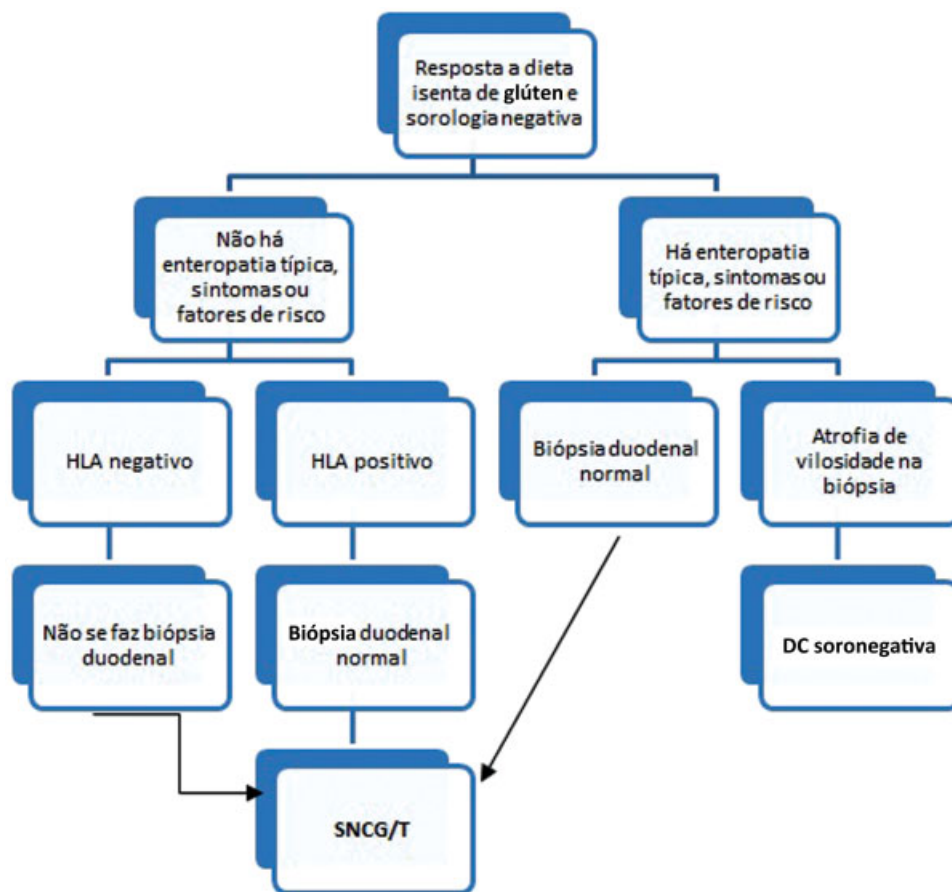 Resposta a dieta
isenta de glúten e
sorologia negativa
Não há
enteropatia típica,
sintomas ou
fatores de risco
Há enteropatia
típica, sintomas ou
fatores de risco
HLA negativo
HLA positivo
Biópsia duodenal
normal
Atrofia de
vilosidade na
biópsia
Não se faz biópsia
duodenal
Biópsia duodenal
normal
DC soronegativa
SNCG/T